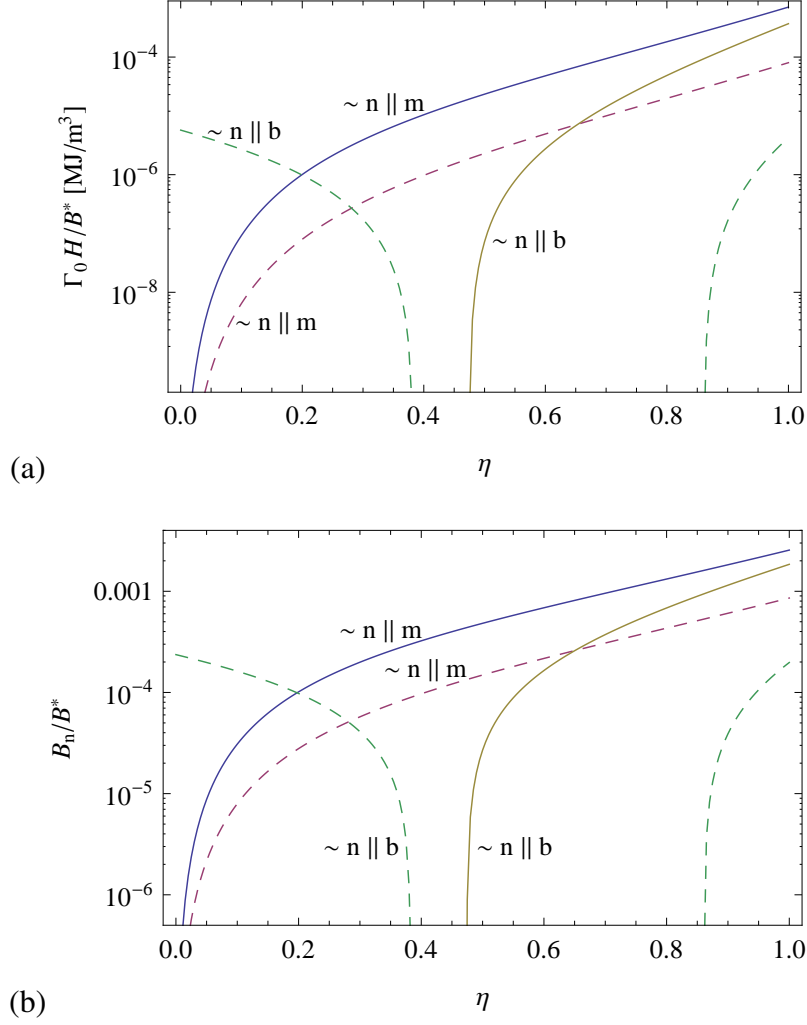 10⁻⁴
10⁻⁶
10⁻⁸
Γ₀ H/B* [MJ/m³]
~ n || m
~ n || b
~ n || b
~ n || m
0.0 0.2 0.4 0.6 0.8 1.0
(a)
η
0.001
10⁻⁴
10⁻⁵
10⁻⁶
Bₙ/B*
~ n || m
~ n || m
~ n || b ~ n || b
0.0 0.2 0.4 0.6 0.8 1.0
(b)
η